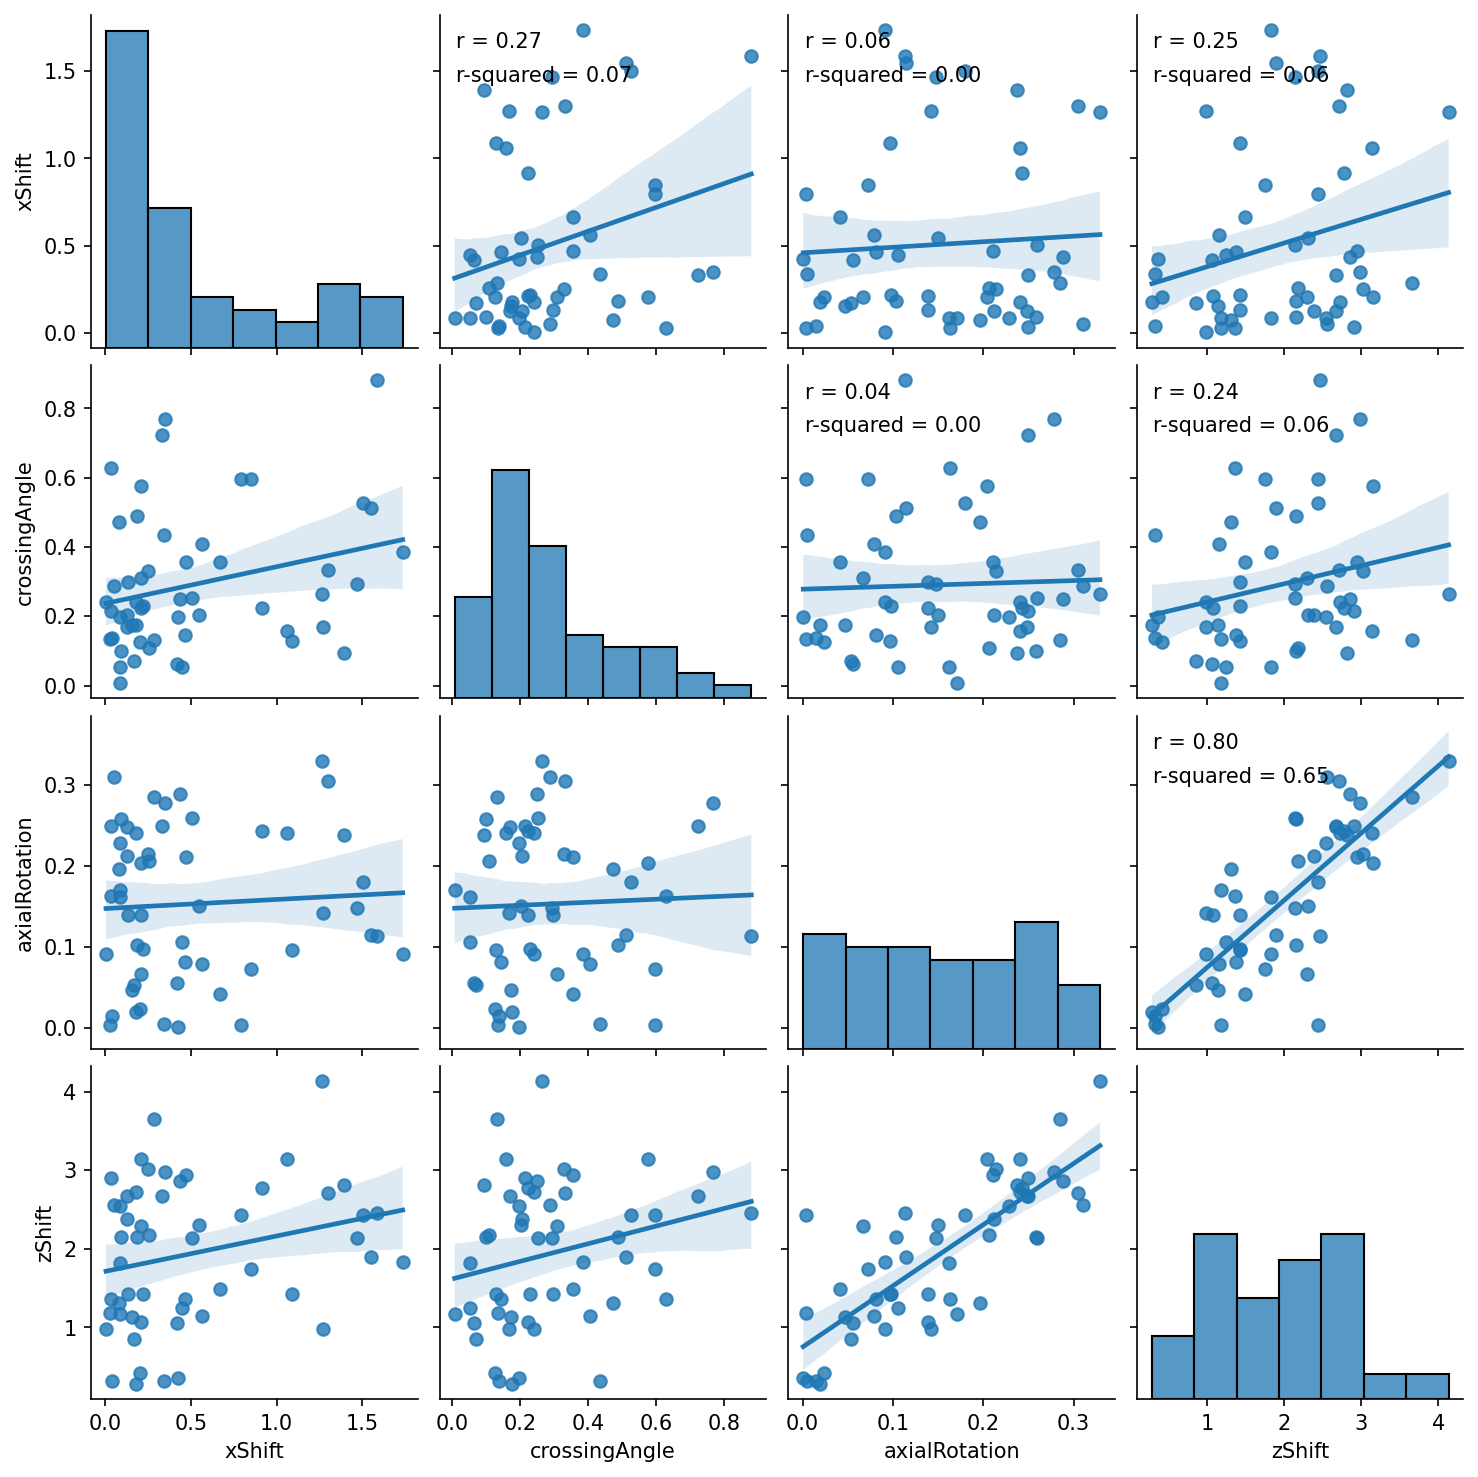 r = 0.27
r-squared = 0.07
r = 0.06
r-squared = 0.00
r = 0.25
r-squared = 0.06
1.5
1.0
0.5
0.0
xShift
r = 0.04
r-squared = 0.00
r = 0.24
r-squared = 0.06
0.8
0.6
0.4
0.2
0.0
crossingAngle
r = 0.80
r-squared = 0.65
0.3
0.2
0.1
0.0
axialRotation
4
3
2
1
zShift
0.0 0.5 1.0 1.5
xShift
0.0 0.2 0.4 0.6 0.8
crossingAngle
0.0 0.1 0.2 0.3
axialRotation
1 2 3 4
zShift